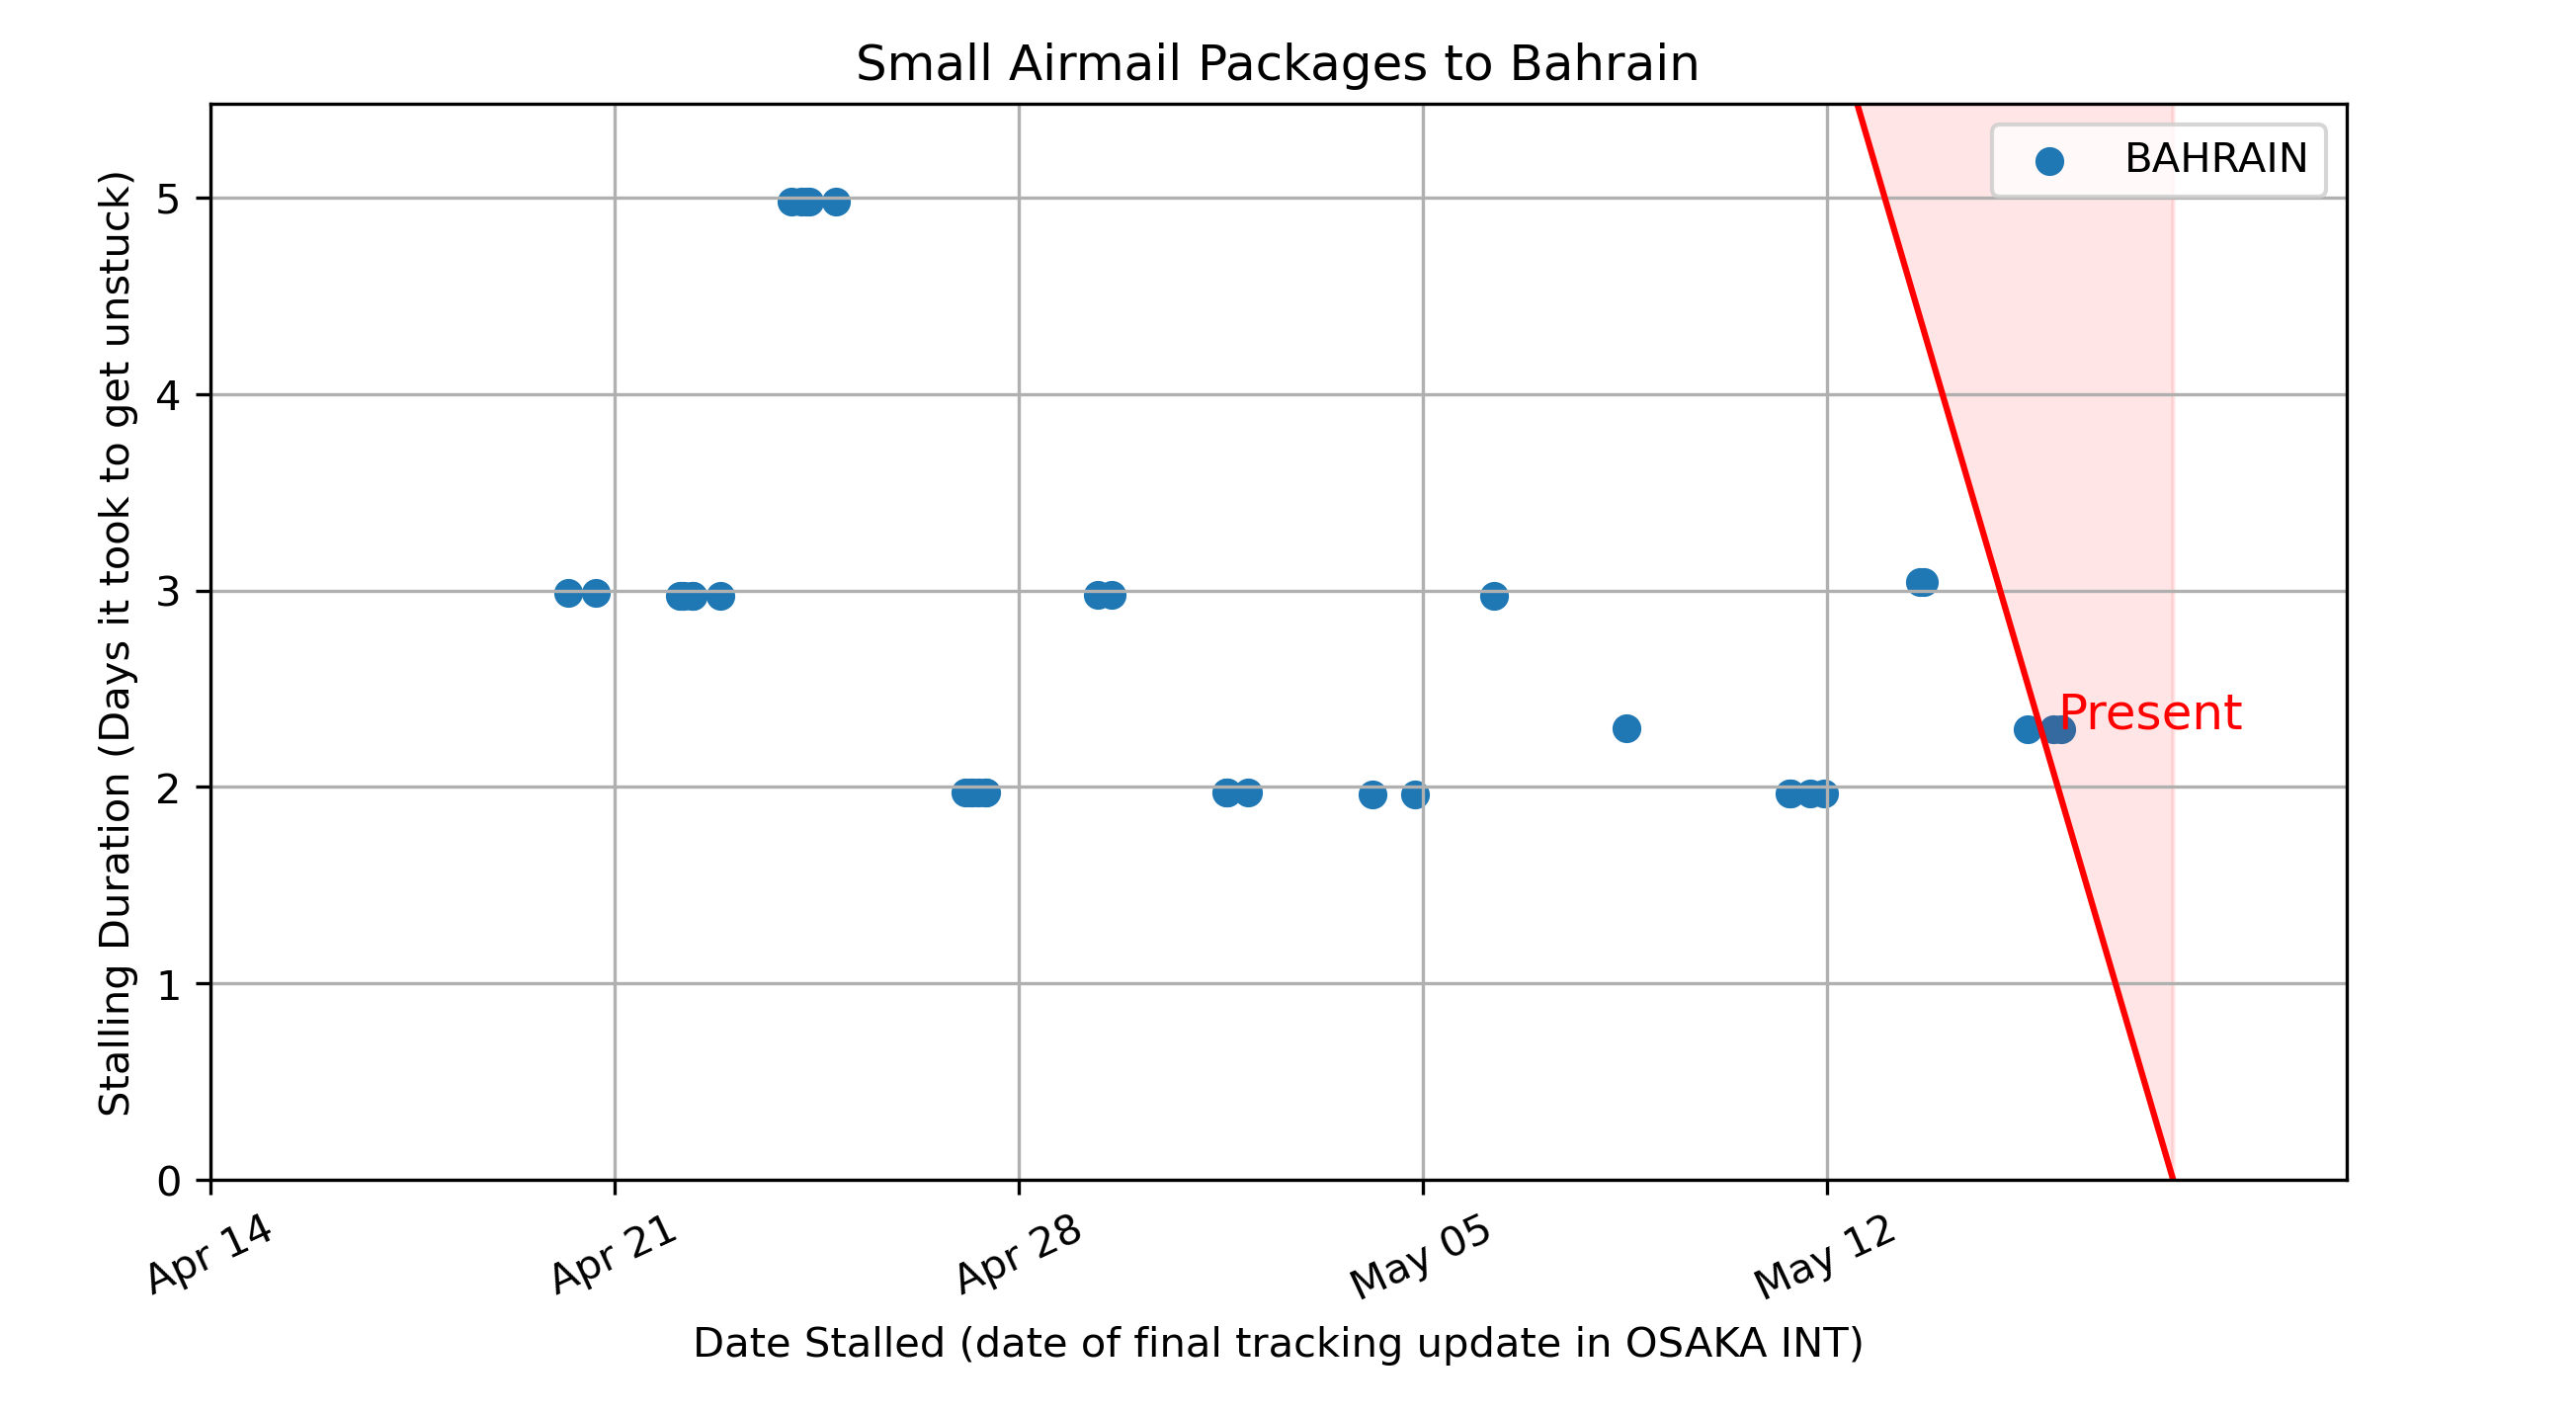 Small Airmail Packages to Bahrain
BAHRAIN
Stalling Duration (Days it took to get unstuck)
5
4
3
2
1
0
Present
Apr 14
Apr 21
Apr 28
May 05
May 12
Date Stalled (date of final tracking update in OSAKA INT)